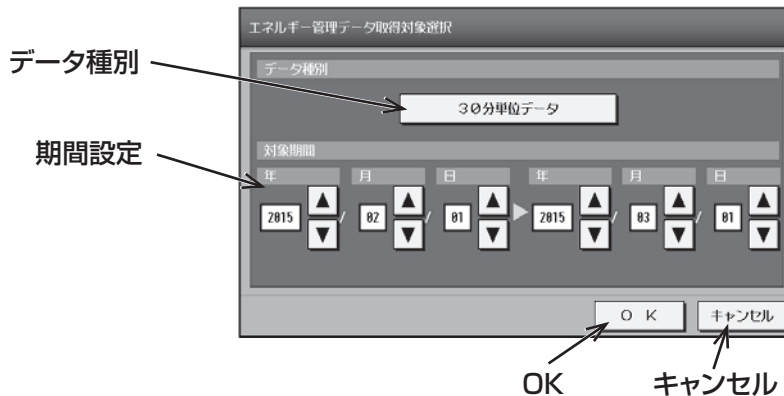 エネルギー管理データ取得対象選択
データ種別
データ種別
30分単位データ
期間設定
対象期間
年 月 日 年 月 日
2015 / 02 / 01 2015 / 03 / 01
OK キャンセル
OK キャンセル